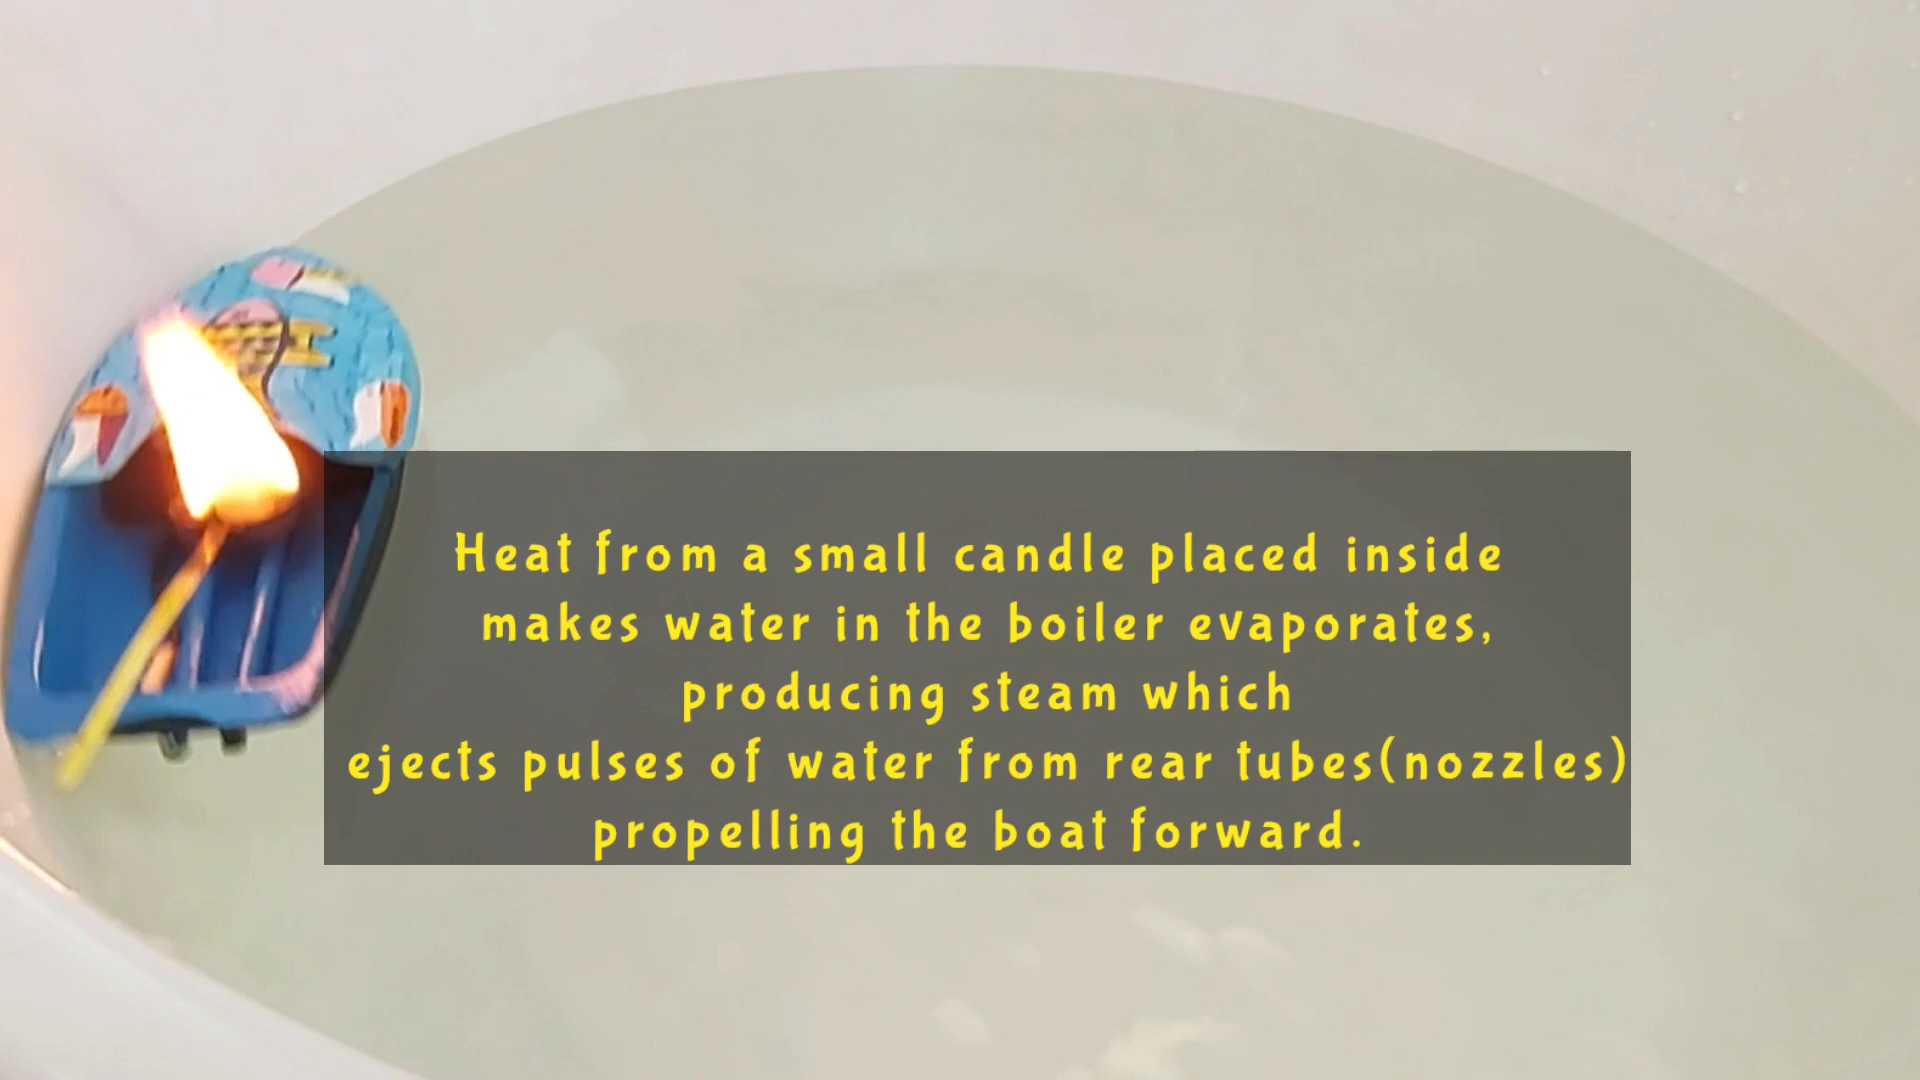 Heat from a small candle placed inside
makes water in the boiler evaporates,
producing steam which
ejects pulses of water from rear tubes(nozzles)
propelling the boat forward.